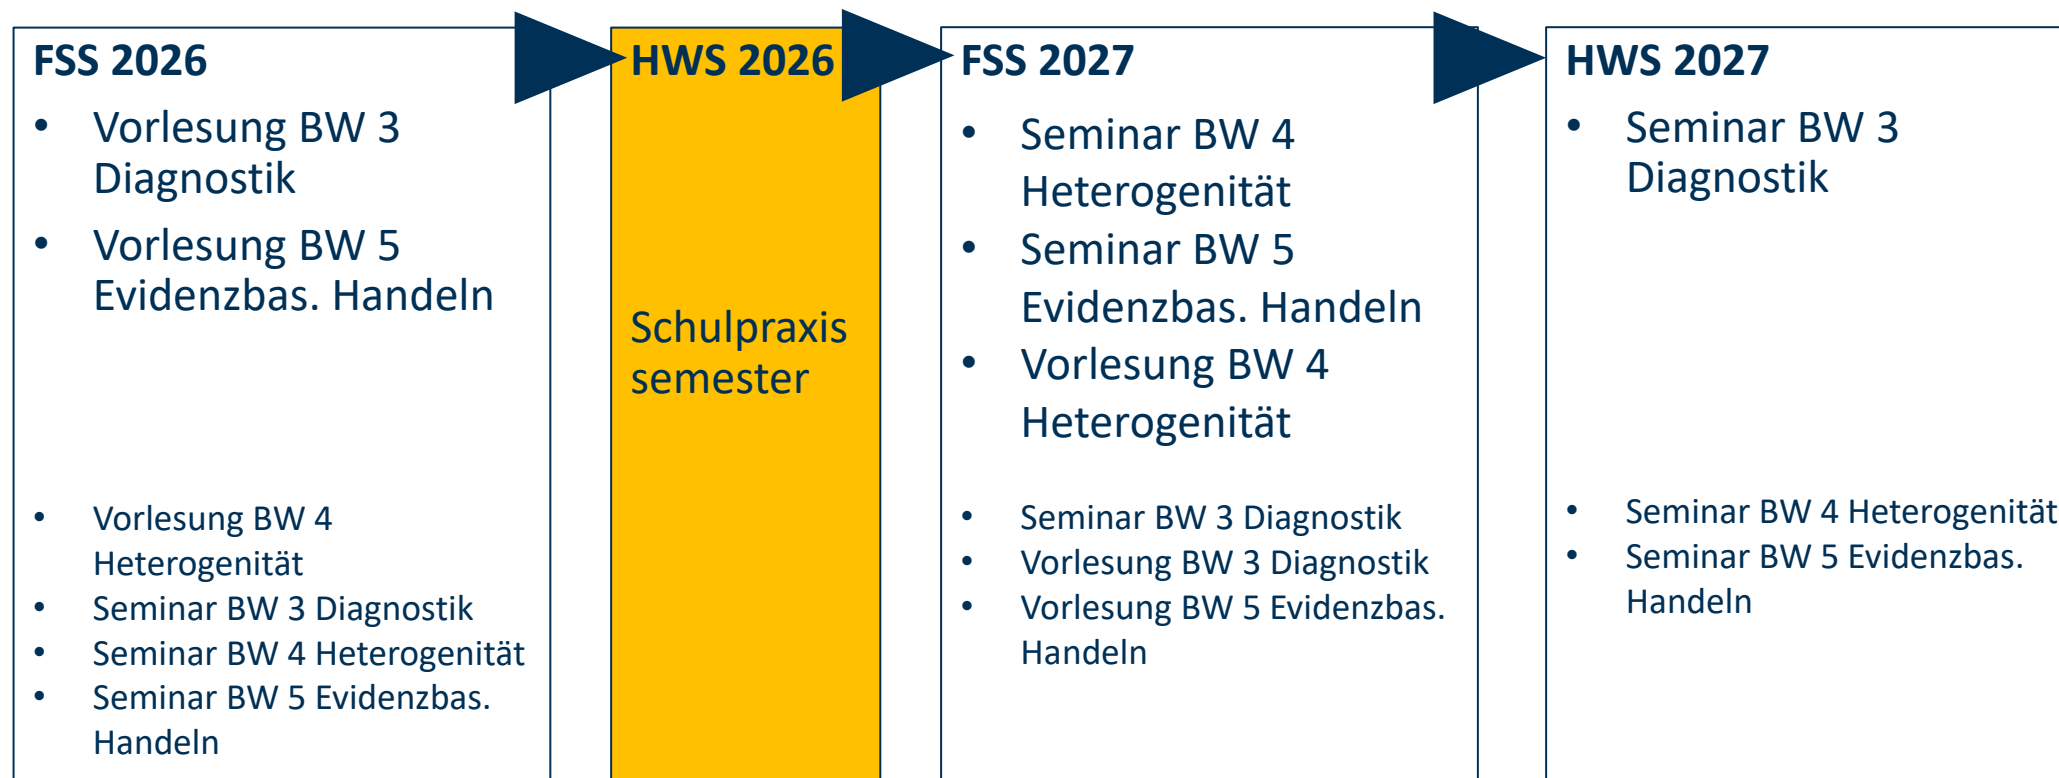 FSS 2026
• Vorlesung BW 3
Diagnostik
• Vorlesung BW 5
Evidenzbas. Handeln
• Vorlesung BW 4
Heterogenität
• Seminar BW 3 Diagnostik
• Seminar BW 4 Heterogenität
• Seminar BW 5 Evidenzbas.
Handeln
HWS 2026
Schulpraxis
semester
FSS 2027
• Seminar BW 4
Heterogenität
• Seminar BW 5
Evidenzbas. Handeln
• Vorlesung BW 4
Heterogenität
• Seminar BW 3 Diagnostik
• Vorlesung BW 3 Diagnostik
• Vorlesung BW 5 Evidenzbas.
Handeln
HWS 2027
• Seminar BW 3
Diagnostik
• Seminar BW 4 Heterogenität
• Seminar BW 5 Evidenzbas.
Handeln